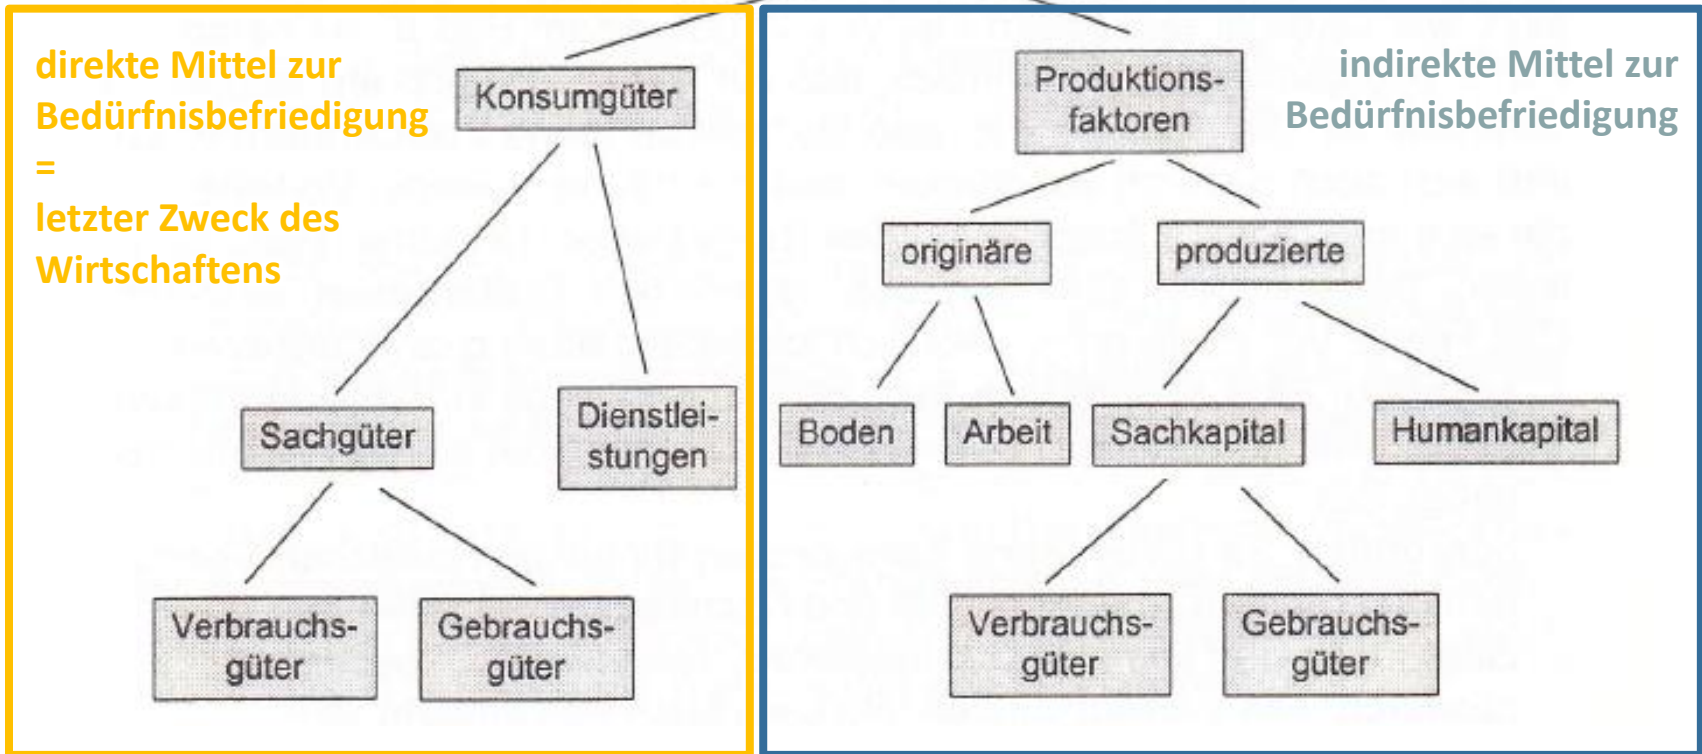 direkte Mittel zur
Bedürfnisbefriedigung
=
letzter Zweck des
Wirtschaftens
Konsumgüter
Sachgüter
Dienstlei-
stungen
Verbrauchs-
güter
Gebrauchs-
güter
Produktions-
faktoren
indirekte Mittel zur
Bedürfnisbefriedigung
originäre
produzierte
Boden
Arbeit
Sachkapital
Humankapital
Verbrauchs-
güter
Gebrauchs-
güter